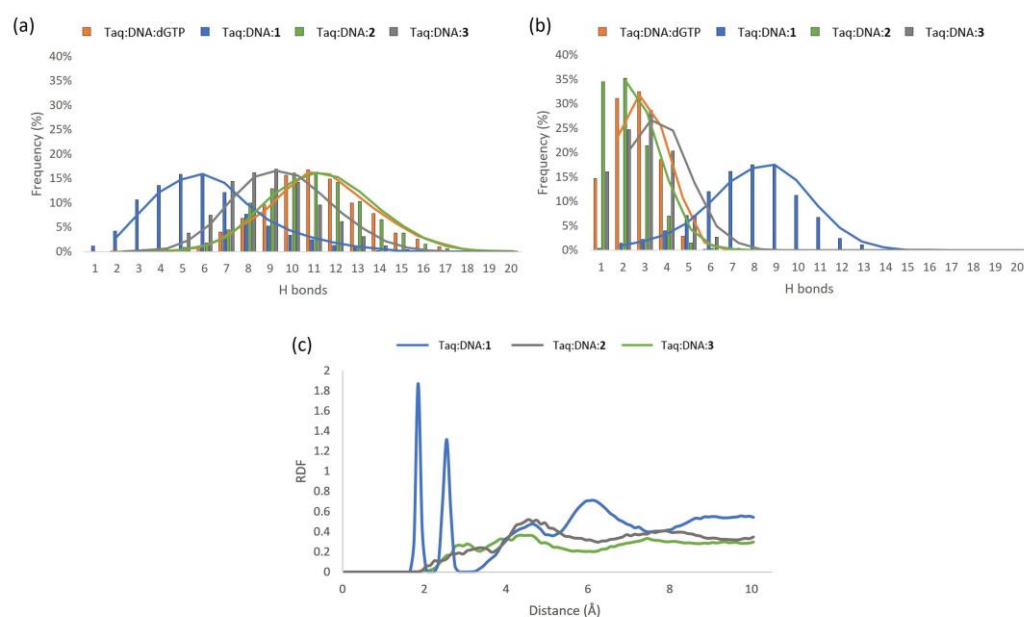 (a)
Taq:DNA:dGTP Taq:DNA:1 Taq:DNA:2 Taq:DNA:3
40%
35%
30%
25%
20%
15%
10%
5%
0%
Frequency (%)
1 2 3 4 5 6 7 8 9 10 11 12 13 14 15 16 17 18 19 20
H bonds
(b)
Taq:DNA:dGTP Taq:DNA:1 Taq:DNA:2 Taq:DNA:3
40%
35%
30%
25%
20%
15%
10%
5%
0%
Frequency (%)
1 2 3 4 5 6 7 8 9 10 11 12 13 14 15 16 17 18 19 20
H bonds
(c)
Taq:DNA:1 Taq:DNA:2 Taq:DNA:3
2
1.8
1.6
1.4
1.2
1
0.8
0.6
0.4
0.2
0
RDF
0 2 4 6 8 10
Distance (Å)